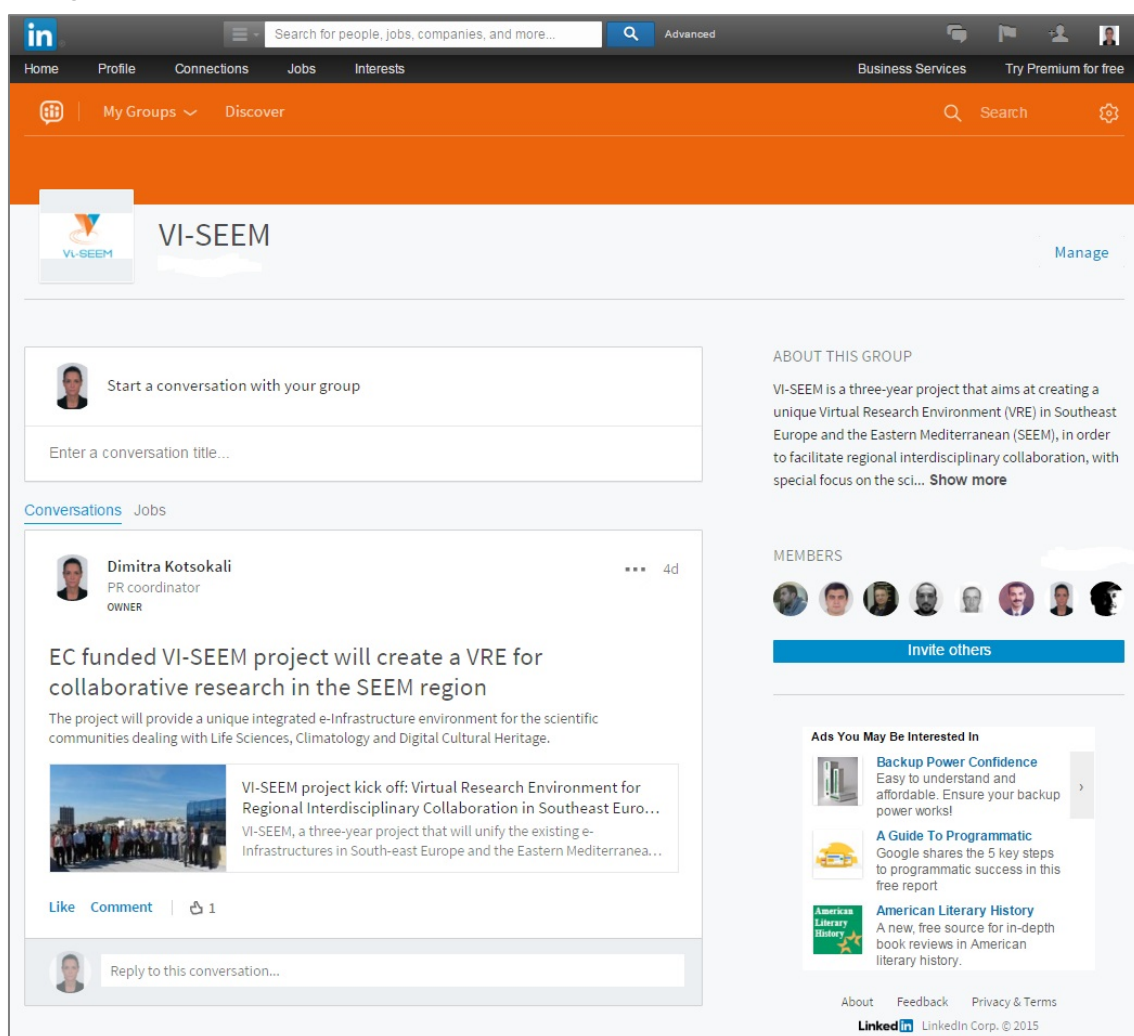 in
Search for people, jobs, companies, and more...
Advanced
Home Profile Connections Jobs Interests Business Services Try Premium for free
My Groups Discover Search
VI-SEEM
VI-SEEM
Manage
Start a conversation with your group
Enter a conversation title...
Conversations Jobs
Dimitra Kotsokali
PR coordinator
OWNER
4d
EC funded VI-SEEM project will create a VRE for
collaborative research in the SEEM region
The project will provide a unique integrated e-Infrastructure environment for the scientific
communities dealing with Life Sciences, Climatology and Digital Cultural Heritage.
VI-SEEM project kick off: Virtual Research Environment for
Regional Interdisciplinary Collaboration in Southeast Euro...
VI-SEEM, a three-year project that will unify the existing e-
Infrastructures in South-east Europe and the Eastern Mediterranea...
Like Comment 1
Reply to this conversation...
ABOUT THIS GROUP
VI-SEEM is a three-year project that aims at creating a
unique Virtual Research Environment (VRE) in Southeast
Europe and the Eastern Mediterranean (SEEM), in order
to facilitate regional interdisciplinary collaboration, with
special focus on the sci... Show more
MEMBERS
Invite others
Ads You May Be Interested In
Backup Power Confidence
Easy to understand and
affordable. Ensure your backup
power works!
A Guide To Programmatic
Google shares the 5 key steps
to programmatic success in this
free report
American
Literary
History
American Literary History
A new, free source for in-depth
book reviews in American
literary history.
About Feedback Privacy & Terms
Linked in LinkedIn Corp. © 2015